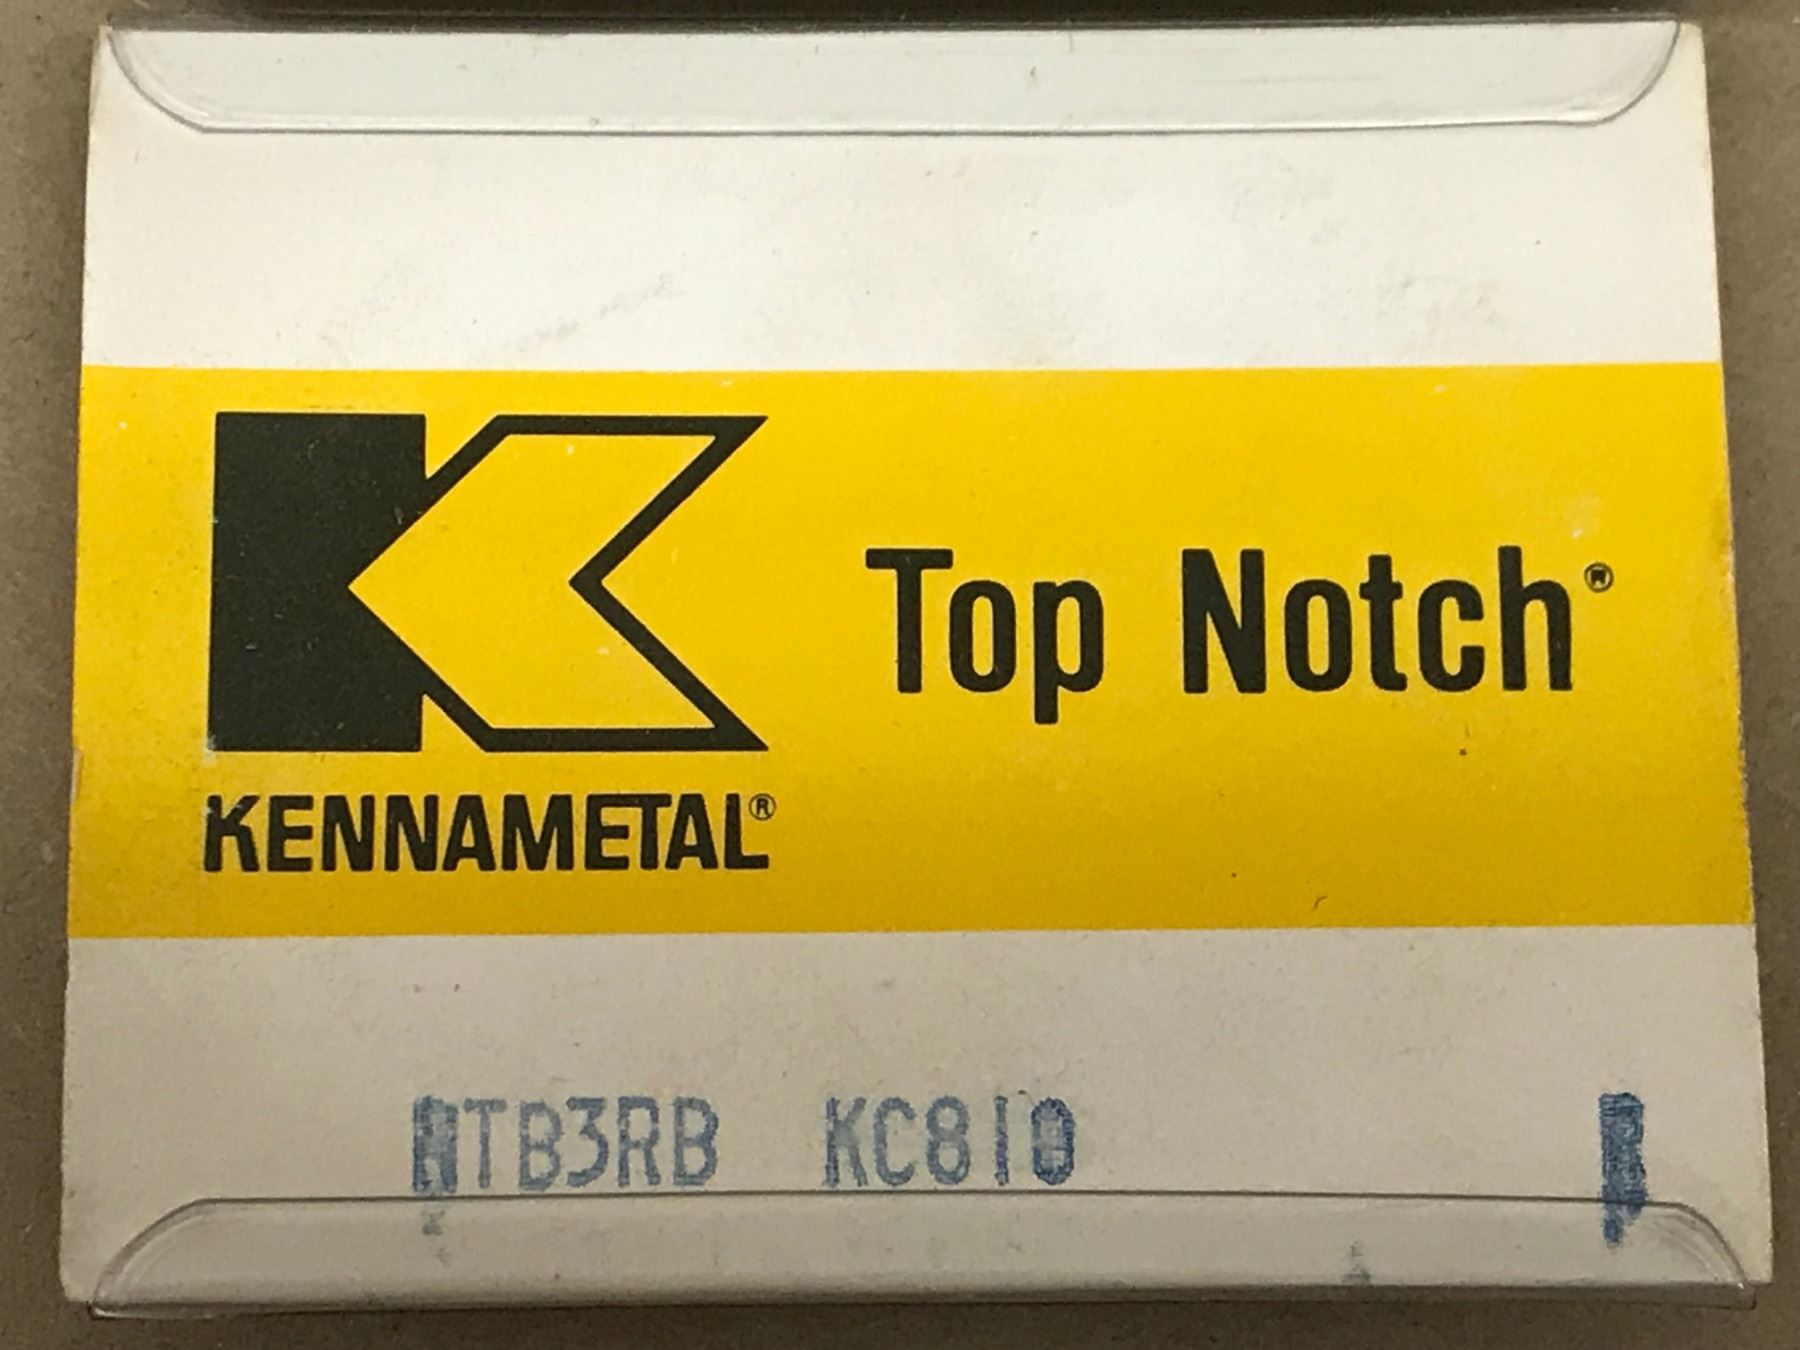 Top Notch®
KENNAMETAL®
NTB3RB KC810